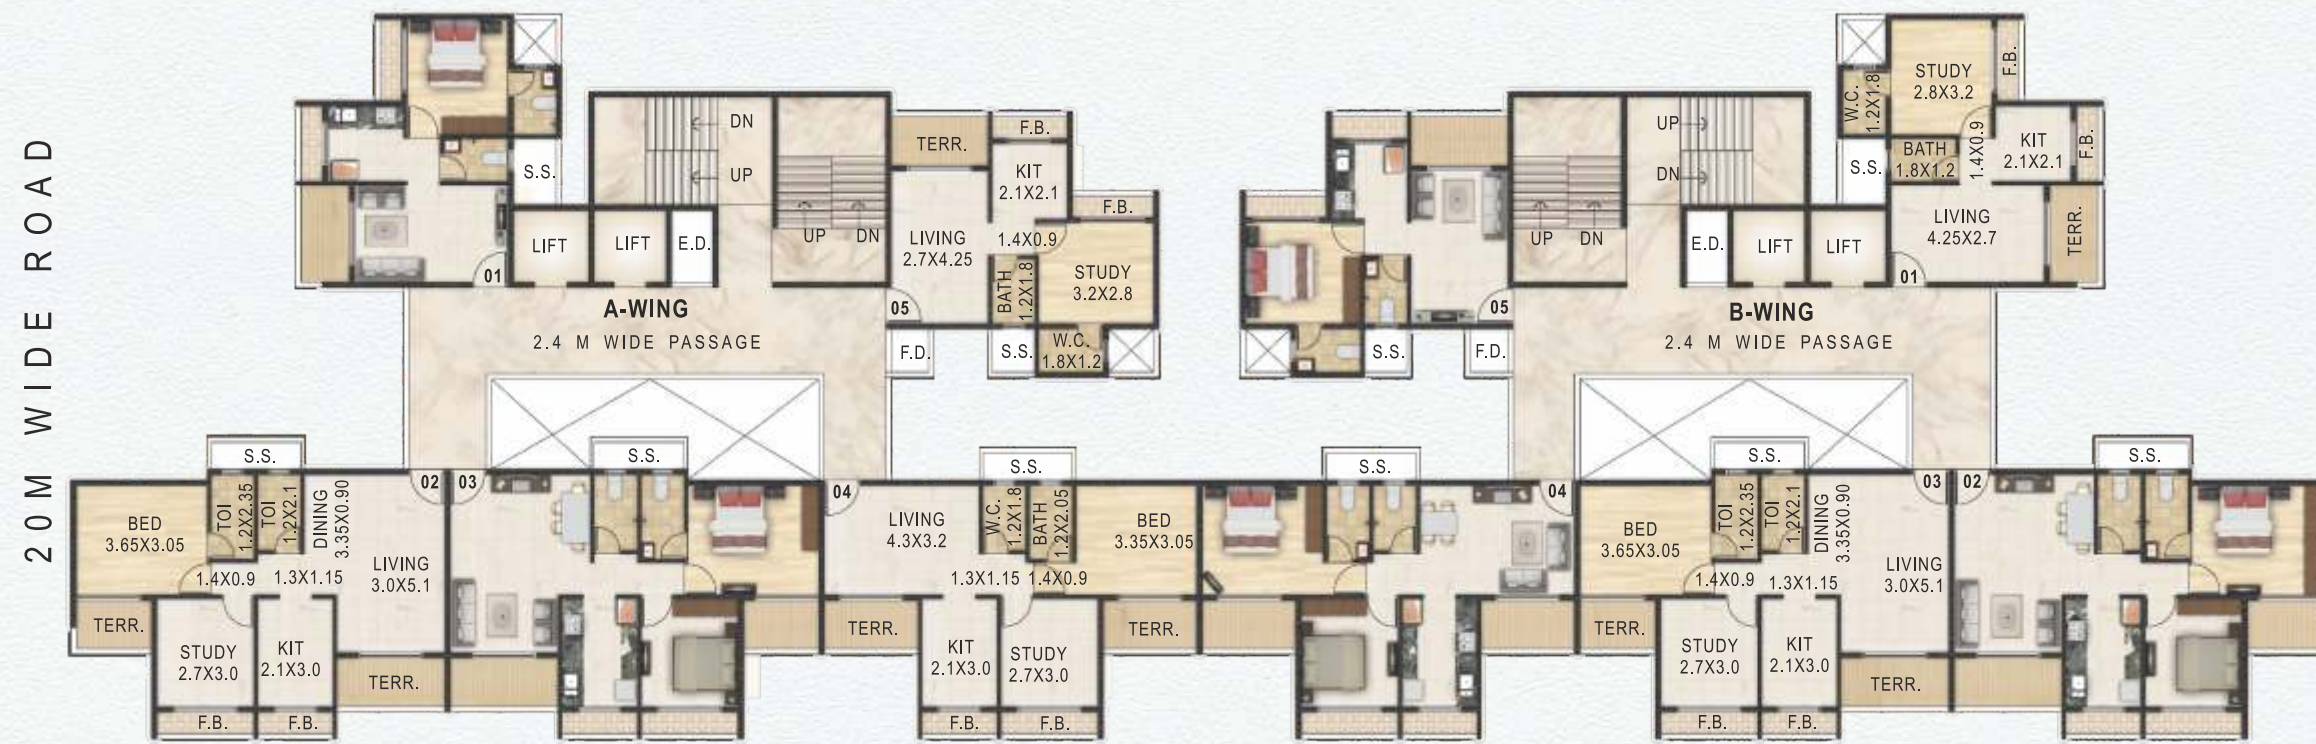 20M WIDE ROAD
S.S.
LIFT
LIFT
E.D.
01
DN
UP
UP
DN
A-WING
2.4 M WIDE PASSAGE
TERR.
F.B.
KIT
2.1X2.1
F.B.
LIVING
2.7X4.25
1.4X0.9
BATH
1.2X1.8
STUDY
3.2X2.8
05
F.D.
S.S.
W.C.
1.8X1.2
05
S.S.
F.D.
UP
DN
UP
DN
E.D.
LIFT
LIFT
B-WING
2.4 M WIDE PASSAGE
W.C.
1.2X1.8
STUDY
2.8X3.2
F.B.
S.S.
BATH
1.8X1.2
1.4X0.9
KIT
2.1X2.1
F.B.
LIVING
4.25X2.7
TERR.
01
S.S.
BED
3.65X3.05
TOI
1.2X2.35
TOI
1.2X2.1
DINING
3.35X0.90
02
LIVING
3.0X5.1
1.4X0.9
1.3X1.15
TERR.
STUDY
2.7X3.0
KIT
2.1X3.0
TERR.
F.B.
F.B.
03
S.S.
04
LIVING
4.3X3.2
S.S.
W.C.
1.2X1.8
BATH
1.2X2.05
BED
3.35X3.05
1.3X1.15
1.4X0.9
TERR.
KIT
2.1X3.0
STUDY
2.7X3.0
TERR.
F.B.
F.B.
S.S.
04
S.S.
BED
3.65X3.05
TOI
1.2X2.35
TOI
1.2X2.1
DINING
3.35X0.90
03
LIVING
3.0X5.1
1.4X0.9
1.3X1.15
TERR.
STUDY
2.7X3.0
KIT
2.1X3.0
TERR.
F.B.
F.B.
02
S.S.